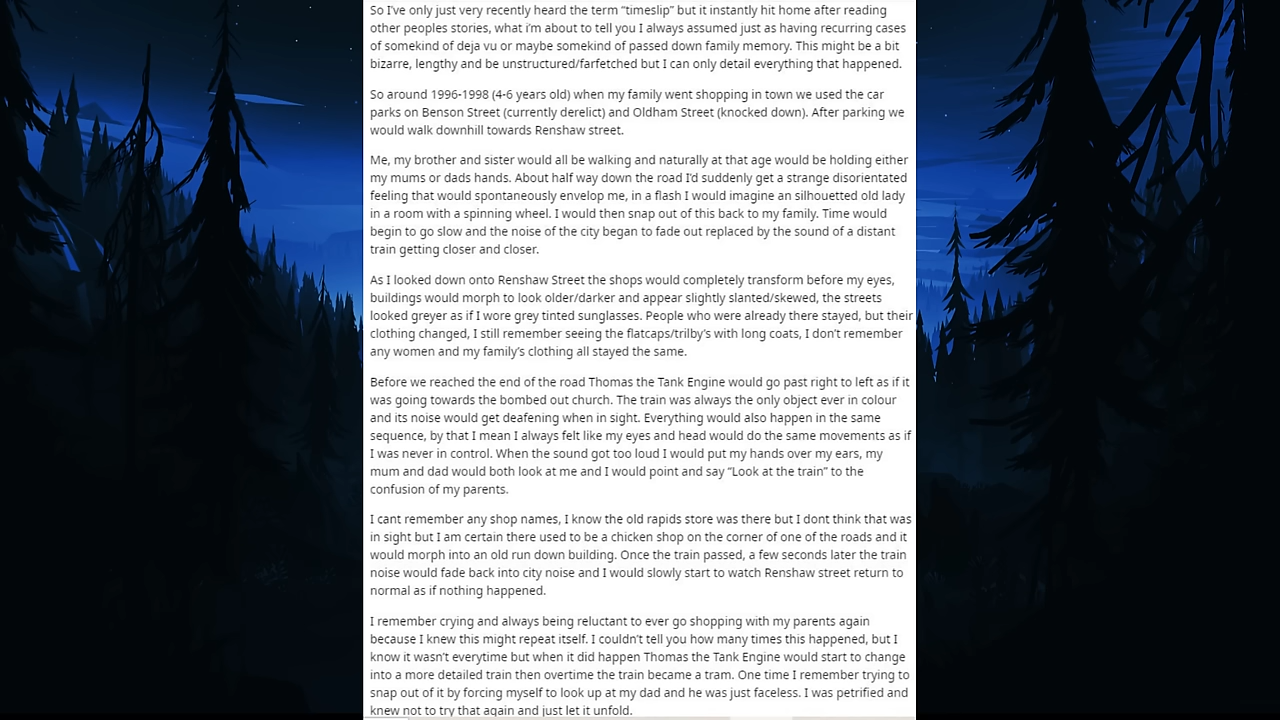 So I've only just very recently heard the term “timeslip” but it instantly hit home after reading
other peoples stories, what i'm about to tell you I always assumed just as having recurring cases
of somekind of deja vu or maybe somekind of passed down family memory. This might be a bit
bizarre, lengthy and be unstructured/farfetched but I can only detail everything that happened.
So around 1996-1998 (4-6 years old) when my family went shopping in town we used the car
parks on Benson Street (currently derelict) and Oldham Street (knocked down). After parking we
would walk downhill towards Renshaw street.
Me, my brother and sister would all be walking and naturally at that age would be holding either
my mums or dads hands. About half way down the road I'd suddenly get a strange disorientated
feeling that would spontaneously envelop me, in a flash I would imagine an silhouetted old lady
in a room with a spinning wheel. I would then snap out of this back to my family. Time would
begin to go slow and the noise of the city began to fade out replaced by the sound of a distant
train getting closer and closer.
As I looked down onto Renshaw Street the shops would completely transform before my eyes,
buildings would morph to look older/darker and appear slightly slanted/skewed, the streets
looked greyer as if I wore grey tinted sunglasses. People who were already there stayed, but their
clothing changed, I still remember seeing the flatcaps/trilby's with long coats, I don't remember
any women and my family's clothing all stayed the same.
Before we reached the end of the road Thomas the Tank Engine would go past right to left as if it
was going towards the bombed out church. The train was always the only object ever in colour
and its noise would get deafening when in sight. Everything would also happen in the same
sequence, by that I mean I always felt like my eyes and head would do the same movements as if
I was never in control. When the sound got too loud I would put my hands over my ears, my
mum and dad would both look at me and I would point and say “Look at the train” to the
confusion of my parents.
I cant remember any shop names, I know the old rapids store was there but I dont think that was
in sight but I am certain there used to be a chicken shop on the corner of one of the roads and it
would morph into an old run down building. Once the train passed, a few seconds later the train
noise would fade back into city noise and I would slowly start to watch Renshaw street return to
normal as if nothing happened.
I remember crying and always being reluctant to ever go shopping with my parents again
because I knew this might repeat itself. I couldn't tell you how many times this happened, but I
know it wasn't everytime but when it did happen Thomas the Tank Engine would start to change
into a more detailed train then overtime the train became a tram. One time I remember trying to
snap out of it by forcing myself to look up at my dad and he was just faceless. I was petrified and
knew not to try that again and just let it unfold.